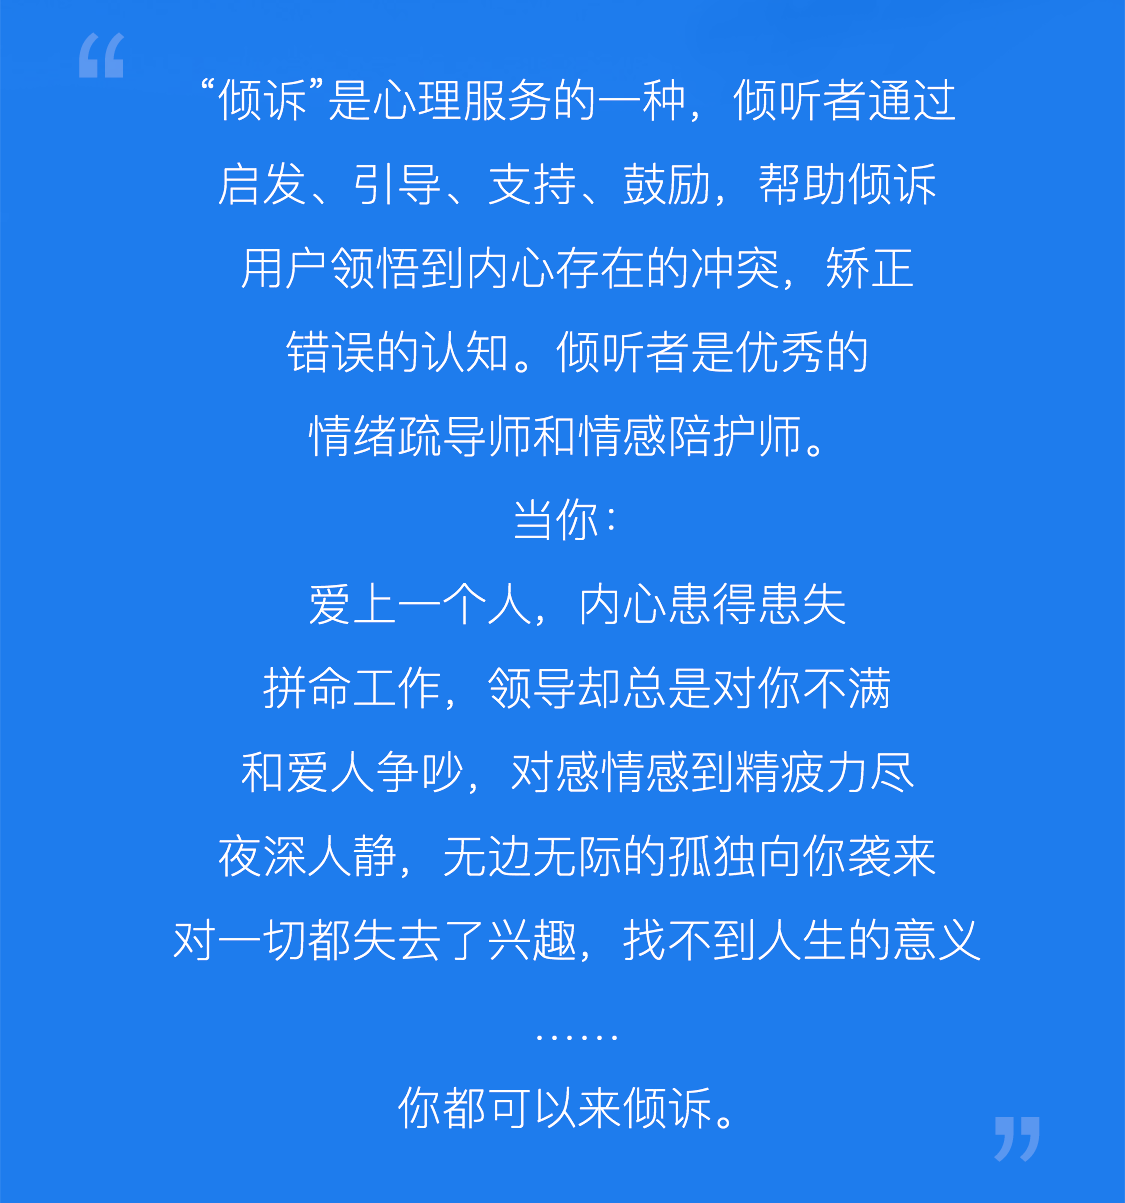 “倾诉”是心理服务的一种，倾听者通过
启发、引导、支持、鼓励，帮助倾诉
用户领悟到内心存在的冲突，矫正
错误的认知。倾听者是优秀的
情绪疏导师和情感陪护师。
当你：
爱上一个人，内心患得患失
拼命工作，领导却总是对你不满
和爱人争吵，对感情感到精疲力尽
夜深人静，无边无际的孤独向你袭来
对一切都失去了兴趣，找不到人生的意义
......
你都可以来倾诉。